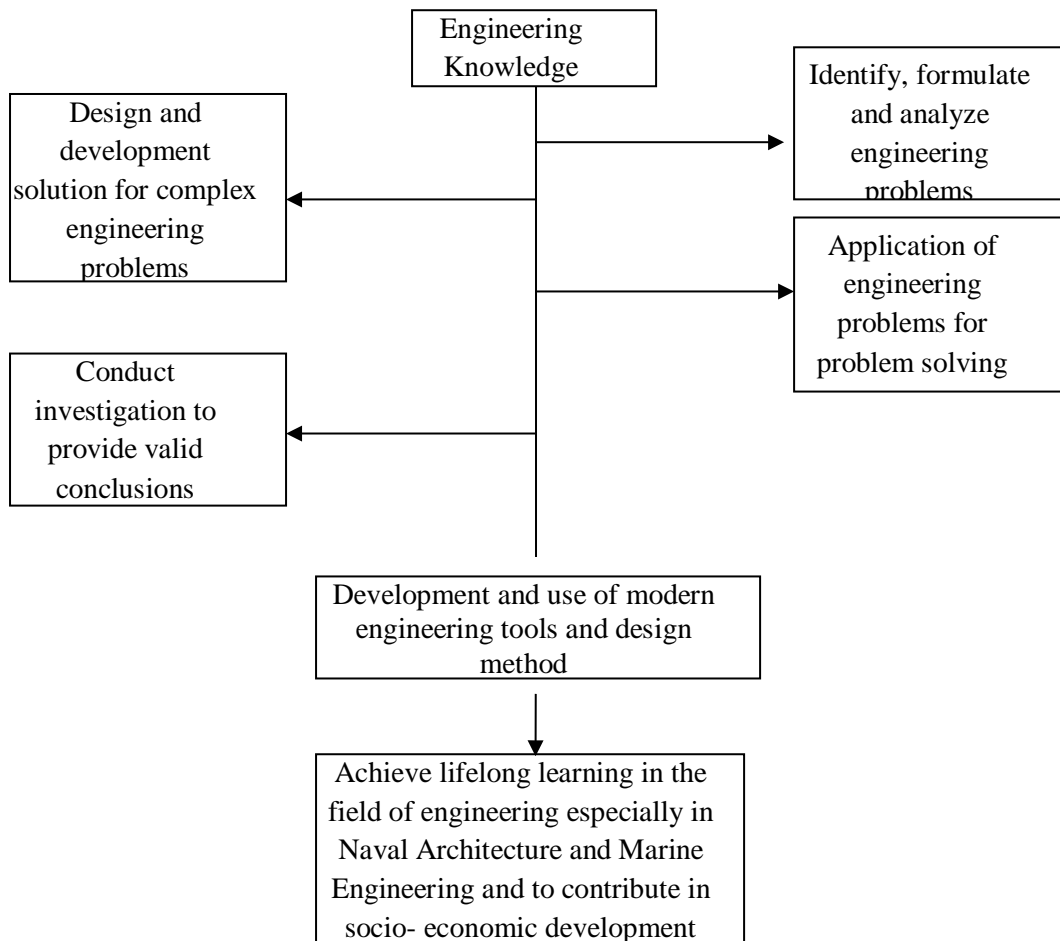 Engineering
Knowledge
Identify, formulate
and analyze
engineering
problems
Design and
development
solution for complex
engineering
problems
Application of
engineering
problems for
problem solving
Conduct
investigation to
provide valid
conclusions
Development and use of modern
engineering tools and design
method
Achieve lifelong learning in the
field of engineering especially in
Naval Architecture and Marine
Engineering and to contribute in
socio- economic development